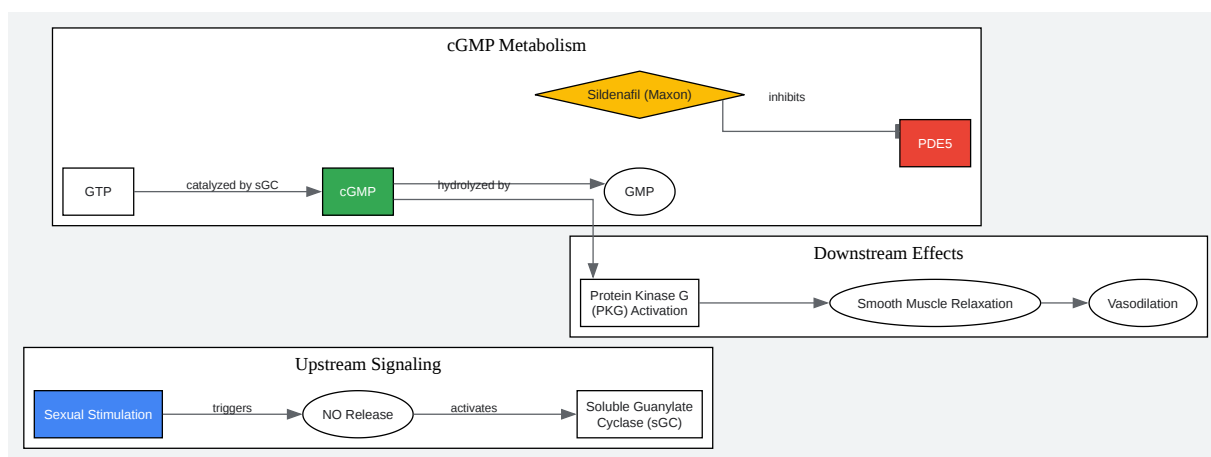 cGMP Metabolism
Sildenafil (Maxon)
inhibits
PDE5
GTP
catalyzed by sGC
cGMP
hydrolyzed by
GMP
Downstream Effects
Protein Kinase G
(PKG) Activation
Smooth Muscle Relaxation
Vasodilation
Upstream Signaling
Sexual Stimulation
triggers
NO Release
activates
Soluble Guanylate
Cyclase (sGC)